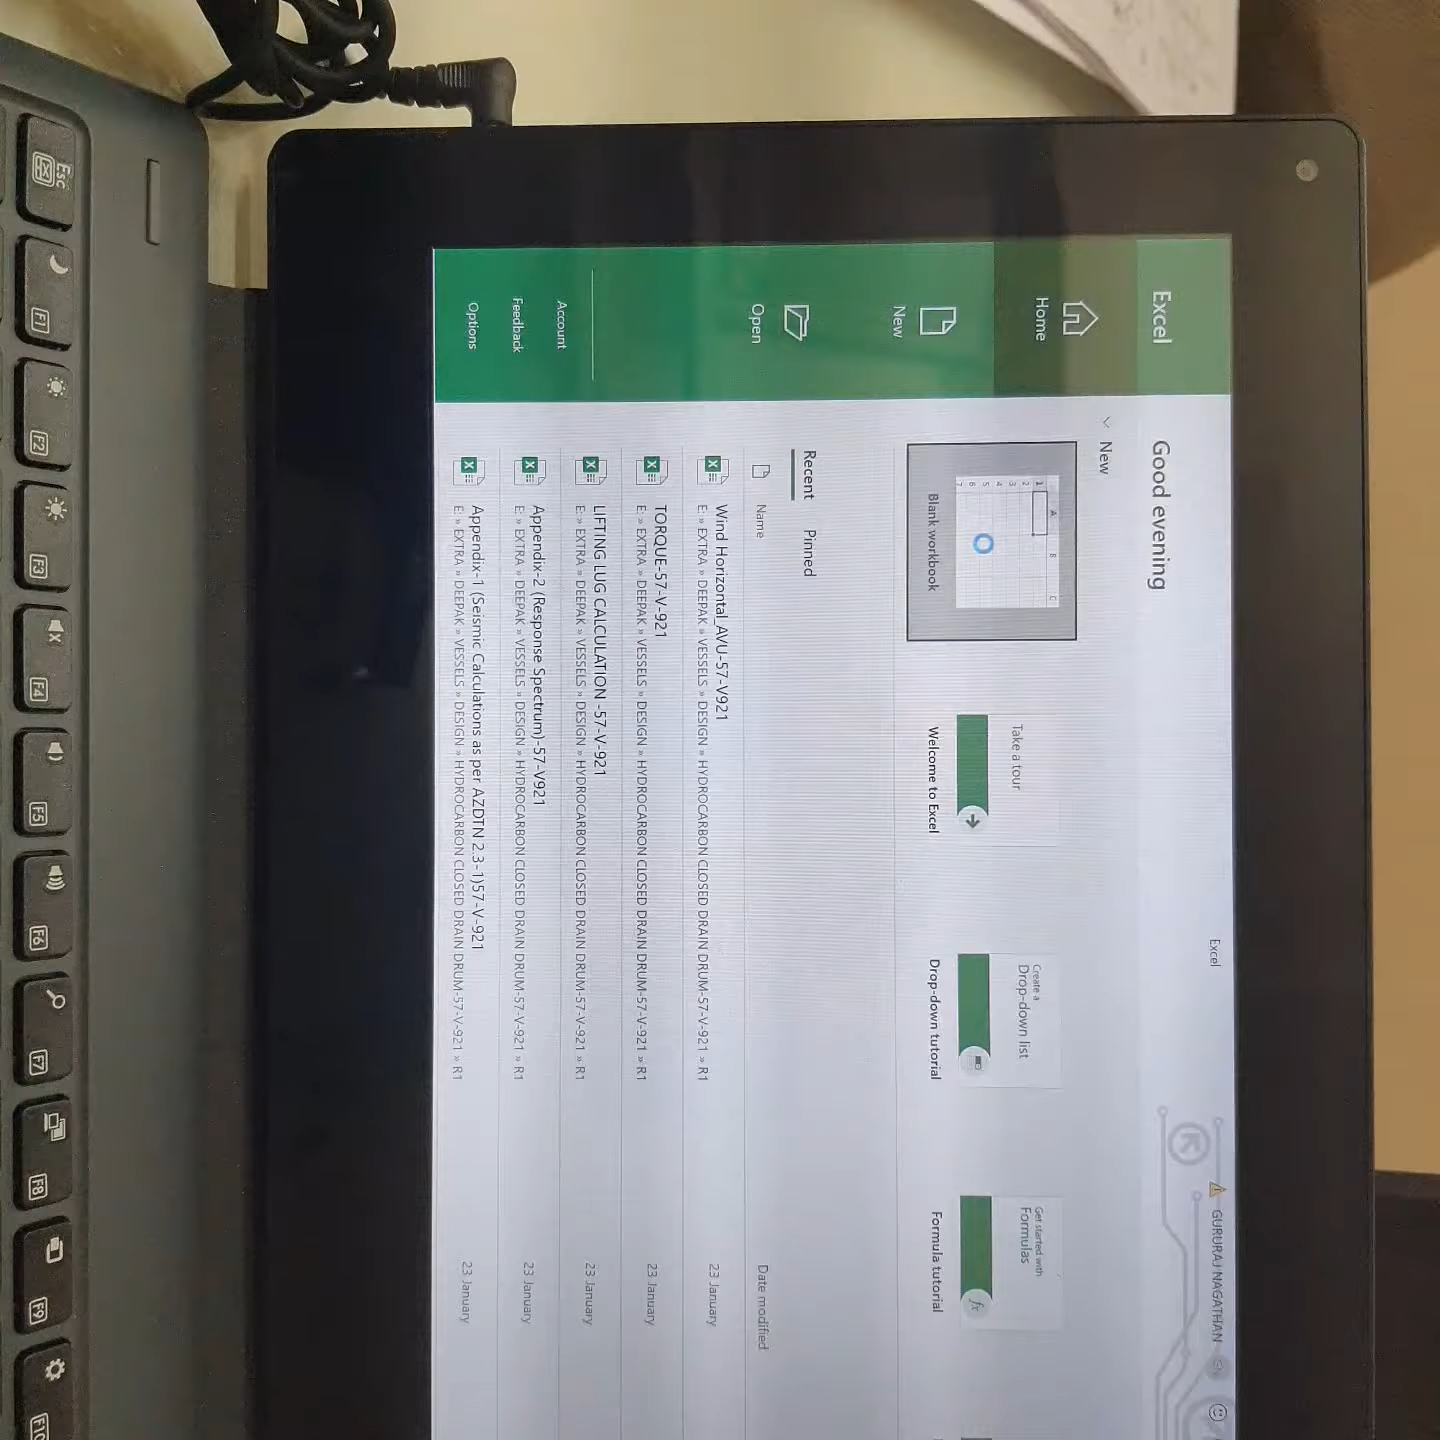 Excel
Excel
GURURAJ NAGATHAN
Home
New
Open
Account
Feedback
Options
Good evening
New
Blank workbook
Take a tour
Welcome to Excel
Create a
Drop-down list
Drop-down tutorial
Get started with
Formulas
fx
Formula tutorial
Recent Pinned
Name Date modified
Wind Horizontal_AVU-57-V921
E: » EXTRA » DEEPAK » VESSELS » DESIGN » HYDROCARBON CLOSED DRAIN DRUM-57-V-921 » R1
23 January
TORQUE-57-V-921
E: » EXTRA » DEEPAK » VESSELS » DESIGN » HYDROCARBON CLOSED DRAIN DRUM-57-V-921 » R1
23 January
LIFTING LUG CALCULATION -57-V-921
E: » EXTRA » DEEPAK » VESSELS » DESIGN » HYDROCARBON CLOSED DRAIN DRUM-57-V-921 » R1
23 January
Appendix-2 (Response Spectrum)-57-V921
E: » EXTRA » DEEPAK » VESSELS » DESIGN » HYDROCARBON CLOSED DRAIN DRUM-57-V-921 » R1
23 January
Appendix-1 (Seismic Calculations as per AZDTN 2.3-1)57-V-921
E: » EXTRA » DEEPAK » VESSELS » DESIGN » HYDROCARBON CLOSED DRAIN DRUM-57-V-921 » R1
23 January
Esc
F1
F2
F3
F4
F5
F6
F7
F8
F9
F10